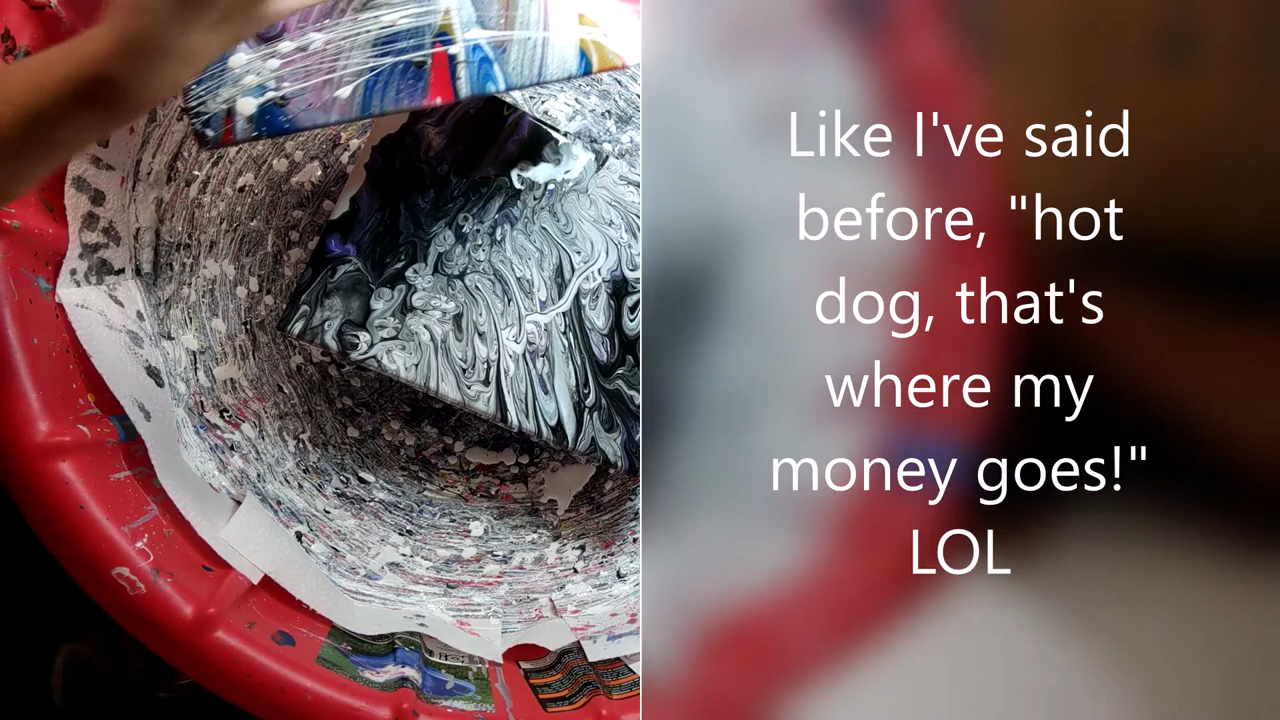 Like I've said
before, "hot
dog, that's
where my
money goes!"
LOL